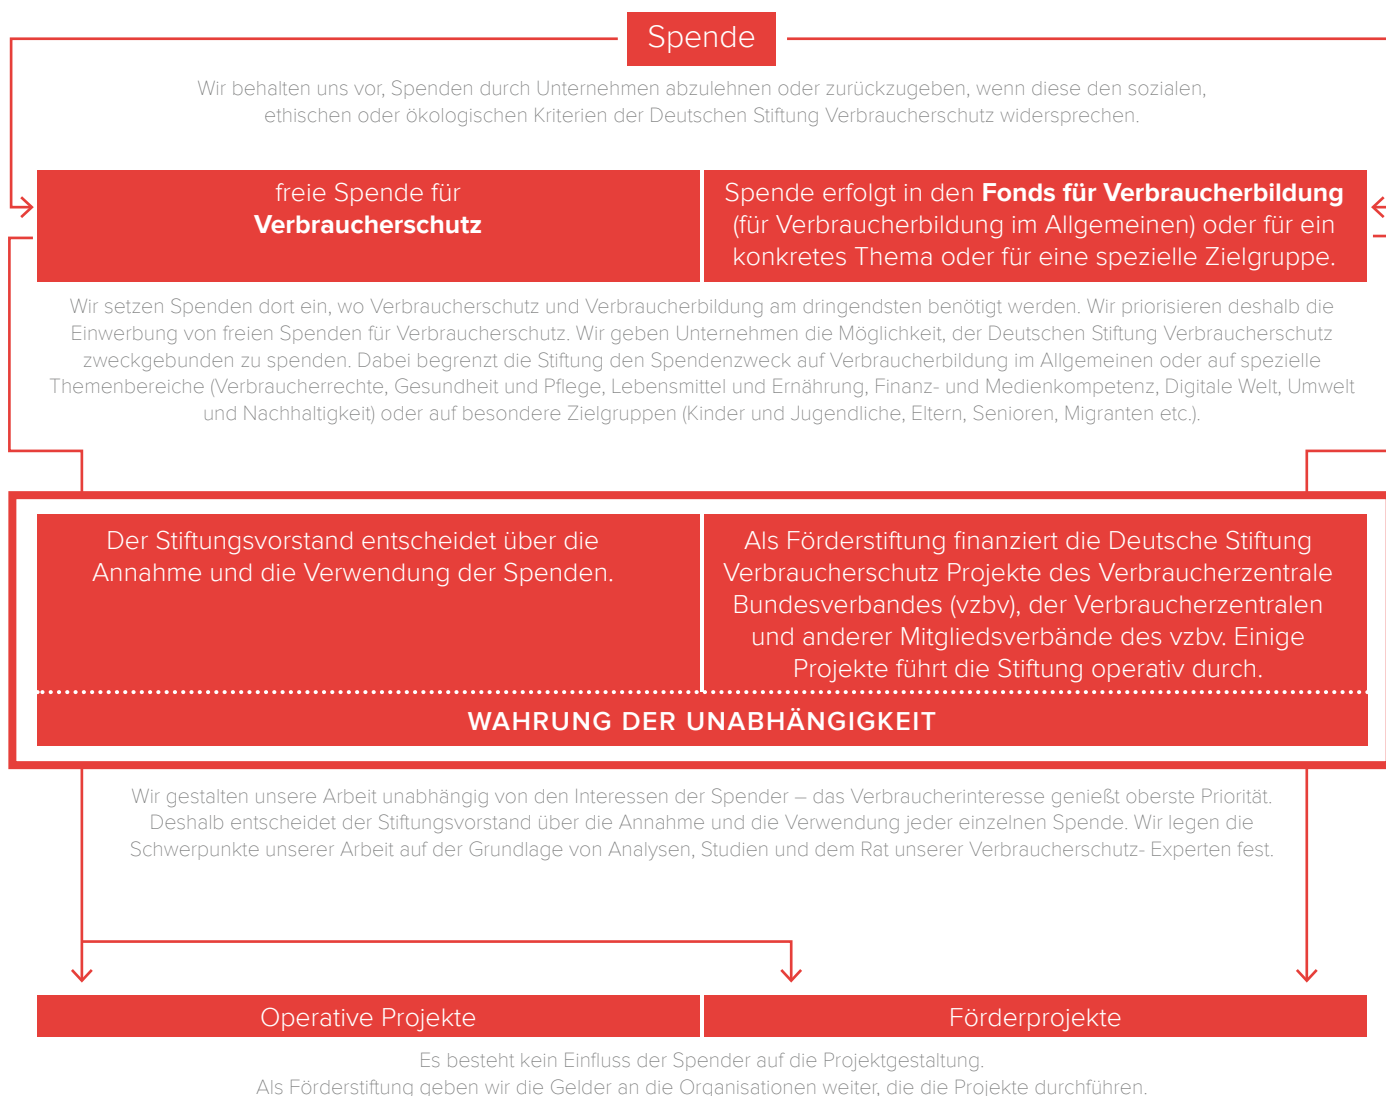 Spende
Wir behalten uns vor, Spenden durch Unternehmen abzulehnen oder zurückzugeben, wenn diese den sozialen,
ethischen oder ökologischen Kriterien der Deutschen Stiftung Verbraucherschutz widersprechen.
freie Spende für
Verbraucherschutz
Spende erfolgt in den Fonds für Verbraucherbildung
(für Verbraucherbildung im Allgemeinen) oder für ein
konkretes Thema oder für eine spezielle Zielgruppe.
Wir setzen Spenden dort ein, wo Verbraucherschutz und Verbraucherbildung am dringendsten benötigt werden. Wir priorisieren deshalb die
Einwerbung von freien Spenden für Verbraucherschutz. Wir geben Unternehmen die Möglichkeit, der Deutschen Stiftung Verbraucherschutz
zweckgebunden zu spenden. Dabei begrenzt die Stiftung den Spendenzweck auf Verbraucherbildung im Allgemeinen oder auf spezielle
Themenbereiche (Verbraucherrechte, Gesundheit und Pflege, Lebensmittel und Ernährung, Finanz- und Medienkompetenz, Digitale Welt, Umwelt
und Nachhaltigkeit) oder auf besondere Zielgruppen (Kinder und Jugendliche, Eltern, Senioren, Migranten etc.).
Der Stiftungsvorstand entscheidet über die
Annahme und die Verwendung der Spenden.
Als Förderstiftung finanziert die Deutsche Stiftung
Verbraucherschutz Projekte des Verbraucherzentrale
Bundesverbandes (vzbv), der Verbraucherzentralen
und anderer Mitgliedsverbände des vzbv. Einige
Projekte führt die Stiftung operativ durch.
WAHRUNG DER UNABHÄNGIGKEIT
Wir gestalten unsere Arbeit unabhängig von den Interessen der Spender – das Verbraucherinteresse genießt oberste Priorität.
Deshalb entscheidet der Stiftungsvorstand über die Annahme und die Verwendung jeder einzelnen Spende. Wir legen die
Schwerpunkte unserer Arbeit auf der Grundlage von Analysen, Studien und dem Rat unserer Verbraucherschutz- Experten fest.
Operative Projekte
Förderprojekte
Es besteht kein Einfluss der Spender auf die Projektgestaltung.
Als Förderstiftung geben wir die Gelder an die Organisationen weiter, die die Projekte durchführen.